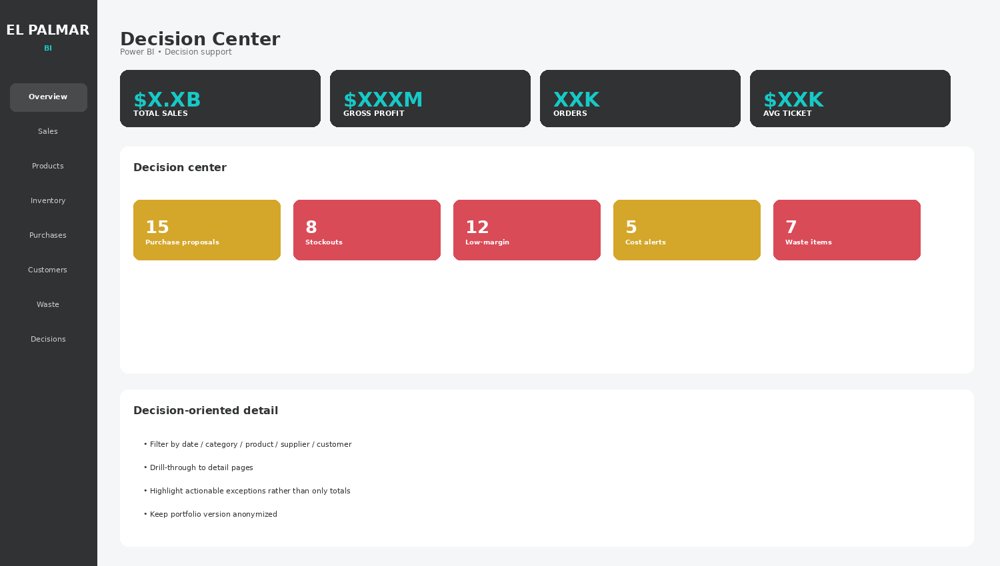 EL PALMAR
BI
Overview
Sales
Products
Inventory
Purchases
Customers
Waste
Decisions
Decision Center
Power BI • Decision support
$X.XB
TOTAL SALES
$XXXM
GROSS PROFIT
XXK
ORDERS
$XXK
AVG TICKET
Decision center
15
Purchase proposals
8
Stockouts
12
Low-margin
5
Cost alerts
7
Waste items
Decision-oriented detail
• Filter by date / category / product / supplier / customer
• Drill-through to detail pages
• Highlight actionable exceptions rather than only totals
• Keep portfolio version anonymized